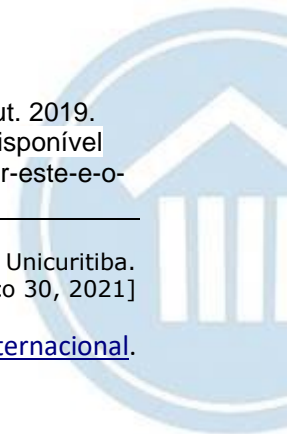 ut. 2019.
isponível
r-este-e-o-
Unicuritiba.
o 30, 2021]
ternacional.